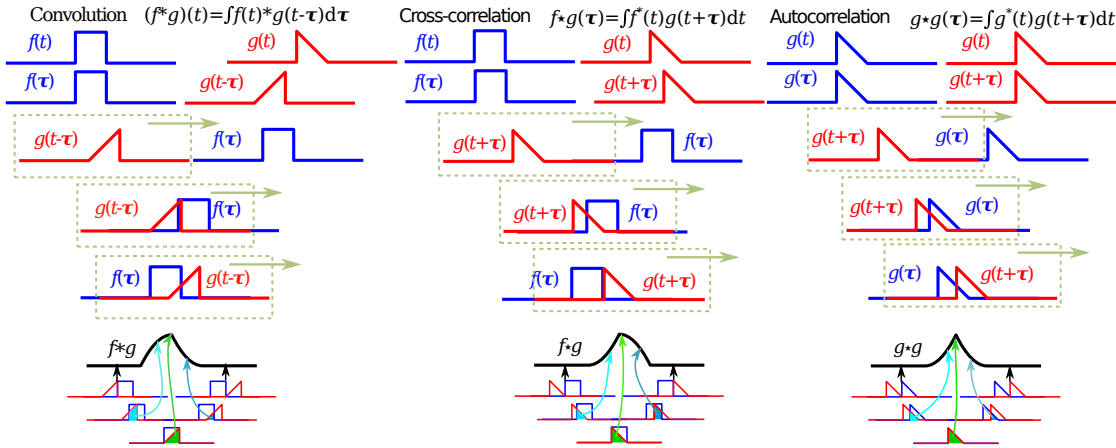 Convolution (f*g)(t)=∫f(t)*g(t-τ)dτ
f(t) g(t)
f(τ) g(t-τ)
g(t-τ) f(τ)
g(t-τ) f(τ)
f(τ) g(t-τ)
f*g
Cross-correlation f⋆g(τ)=∫f*(t)g(t+τ)dt
f(t) g(t)
f(τ) g(t+τ)
g(t+τ) f(τ)
g(t+τ) f(τ)
f(τ) g(t+τ)
f⋆g
Autocorrelation g⋆g(τ)=∫g*(t)g(t+τ)dt
g(t) g(t)
g(τ) g(t+τ)
g(t+τ) g(τ)
g(t+τ) g(τ)
g(τ) g(t+τ)
g⋆g